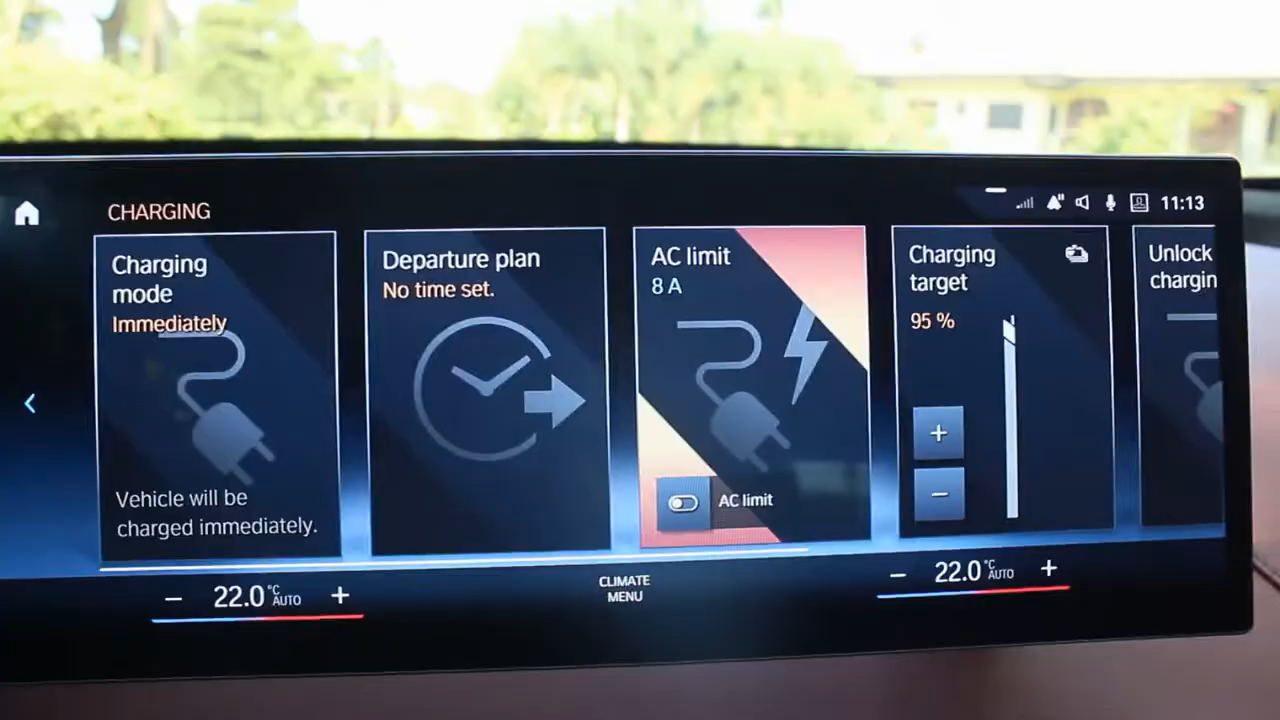 CHARGING
11:13
Charging
mode
Immediately
Vehicle will be
charged immediately.
Departure plan
No time set.
AC limit
8 A
AC limit
Charging
target
95 %
+
−
Unlock
chargin
− 22.0 °C AUTO +
CLIMATE
MENU
− 22.0 °C AUTO +